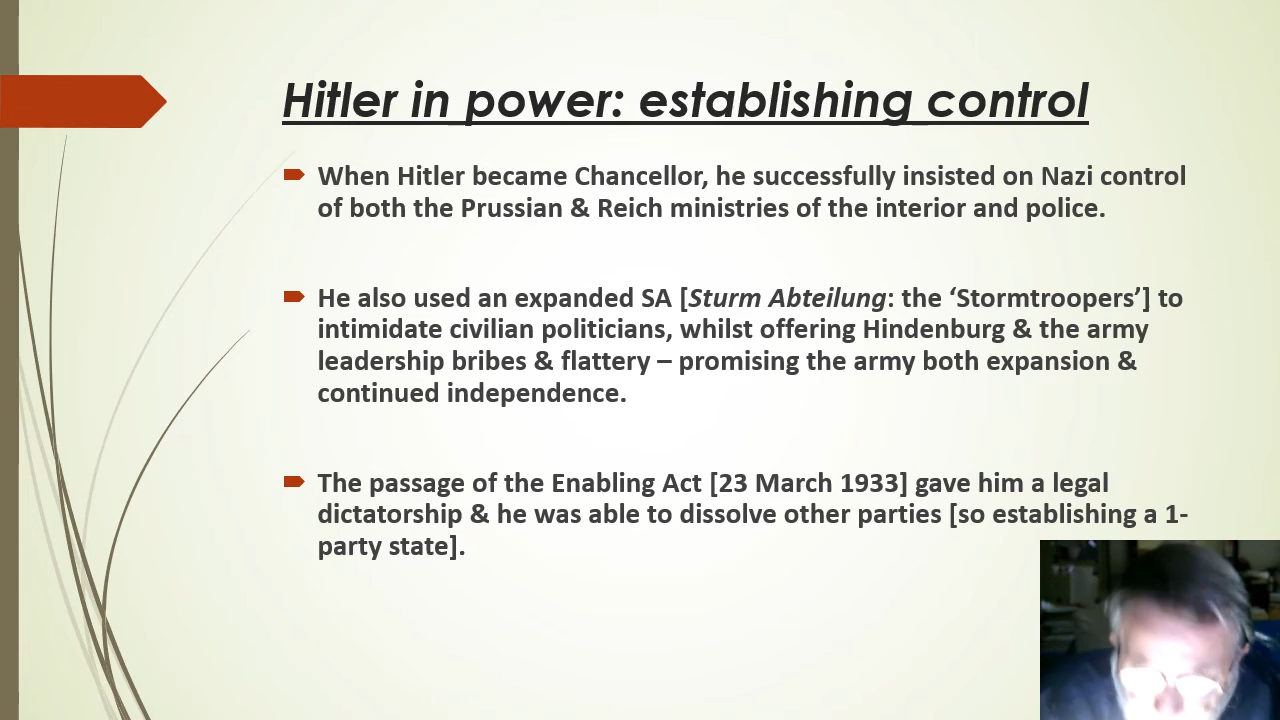 Hitler in power: establishing control
When Hitler became Chancellor, he successfully insisted on Nazi control
of both the Prussian & Reich ministries of the interior and police.
He also used an expanded SA [Sturm Abteilung: the ‘Stormtroopers’] to
intimidate civilian politicians, whilst offering Hindenburg & the army
leadership bribes & flattery – promising the army both expansion &
continued independence.
The passage of the Enabling Act [23 March 1933] gave him a legal
dictatorship & he was able to dissolve other parties [so establishing a 1-
party state].